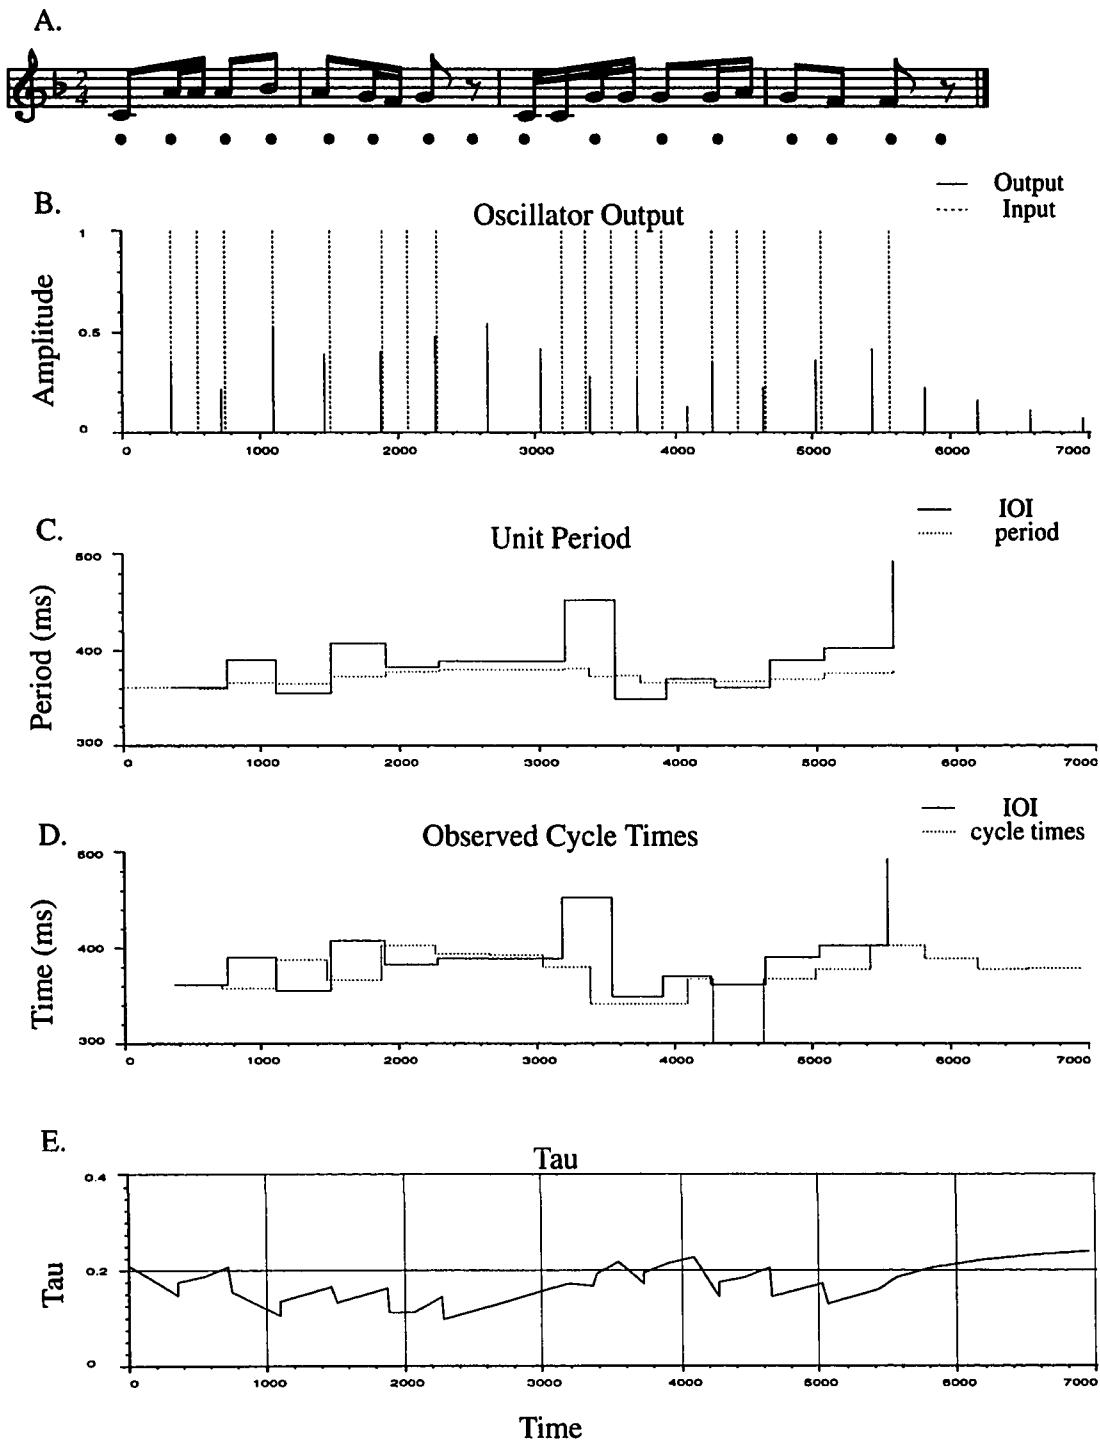 A.
2
4
B.
Oscillator Output
Output
Input
Amplitude
1
0.5
0
0 1000 2000 3000 4000 5000 6000 7000
C.
Unit Period
IOI
period
Period (ms)
500
400
300
0 1000 2000 3000 4000 5000 6000 7000
D.
Observed Cycle Times
IOI
cycle times
Time (ms)
500
400
300
0 1000 2000 3000 4000 5000 6000 7000
E.
Tau
Tau
0.4
0.2
0
0 1000 2000 3000 4000 5000 6000 7000
Time